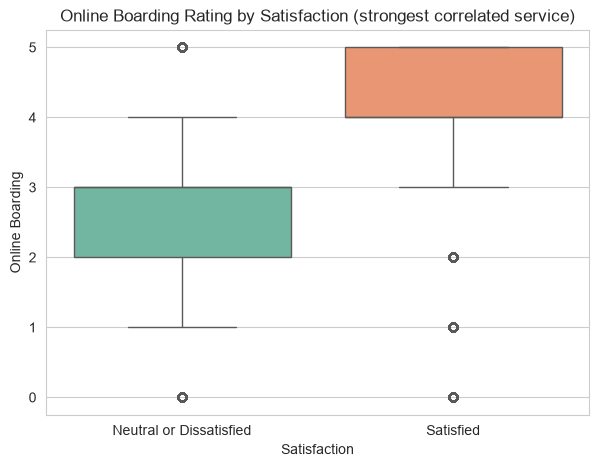 Online Boarding Rating by Satisfaction (strongest correlated service)
5
4
3
2
1
0
Online Boarding
Neutral or Dissatisfied
Satisfied
Satisfaction